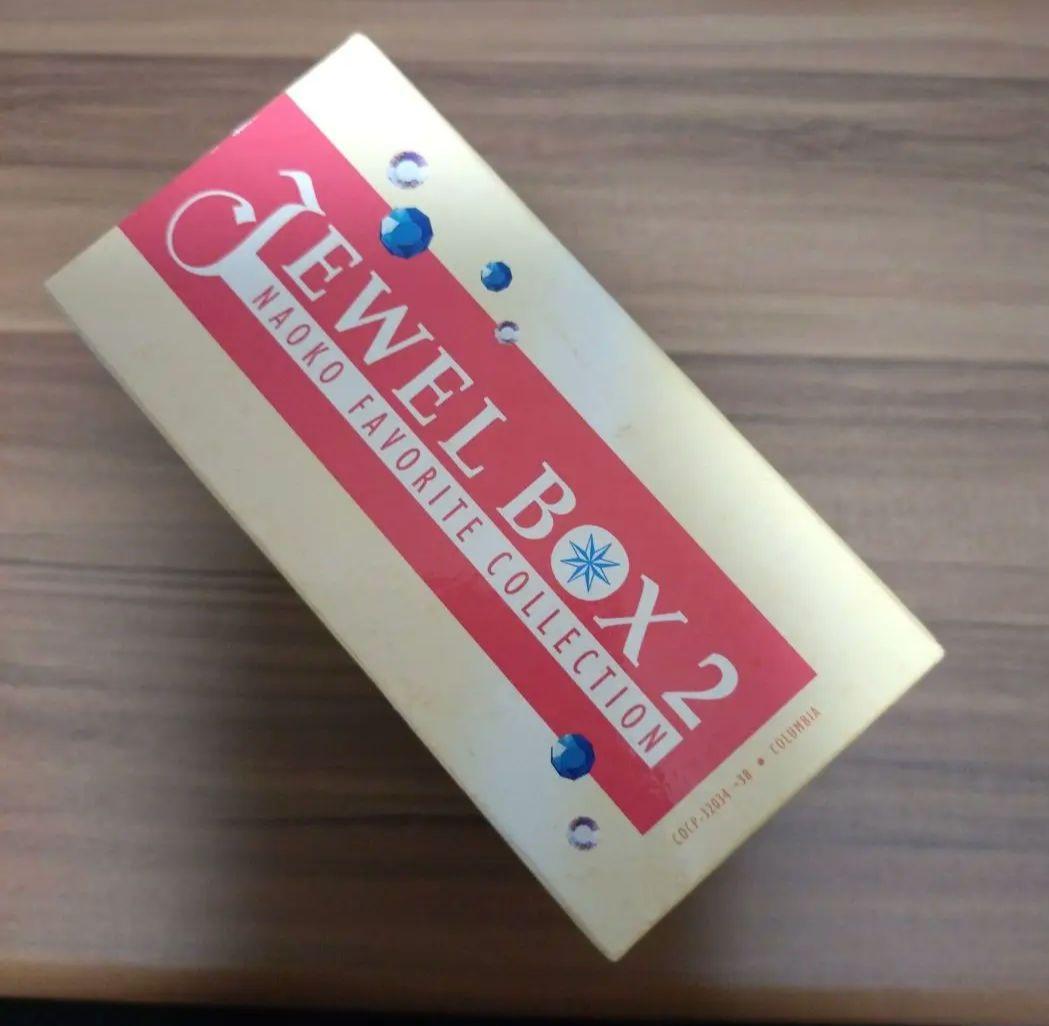 JEWEL BOX 2
NAOKO FAVORITE COLLECTION
COCP-32034~38 ● COLUMBIA